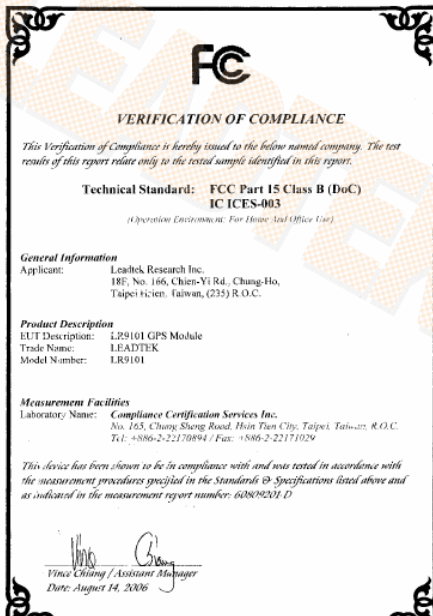 FC
VERIFICATION OF COMPLIANCE
This Verification of Compliance is hereby issued to the below named company. The test
results of this report relate only to the tested sample identified in this report.
Technical Standard: FCC Part 15 Class B (DoC)
IC ICES-003
(Operation Environment: For Home And Office Use)
General Information
Applicant: Leadtek Research Inc.
18F, No. 166, Chien-Yi Rd., Chung-Ho,
Taipei Hsien, Taiwan, (235) R.O.C.
Product Description
EUT Description: LR9101 GPS Module
Trade Name: LEADTEK
Model Number: LR9101
Measurement Facilities
Laboratory Name: Compliance Certification Services Inc.
No. 165, Chung Sheng Road, Hsin Tien City, Taipei, Taiwan, R.O.C.
Tel: +886-2-22170894 / Fax: +886-2-22171029
This device has been shown to be in compliance with and was tested in accordance with
the measurement procedures specified in the Standards & Specifications listed above and
as indicated in the measurement report number: 60809201-D
Vince Chiang
Vince Chiang / Assistant Manager
Date: August 14, 2006
LEADTEK